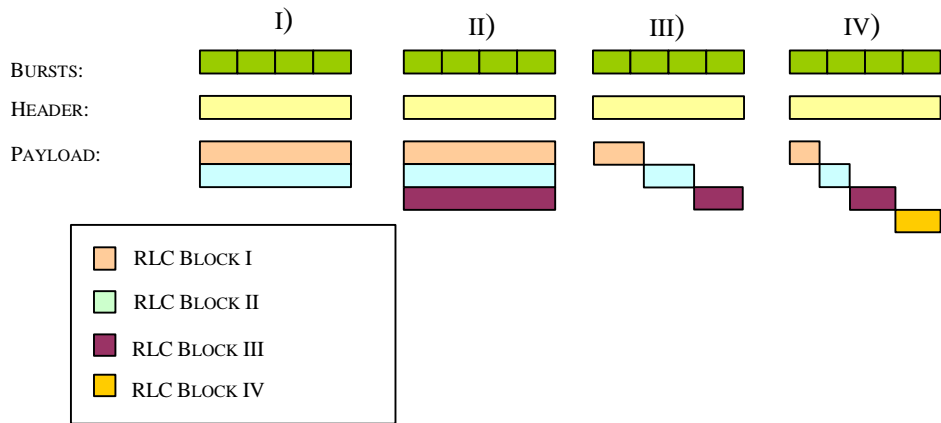 I) II) III) IV)
BURSTS:
HEADER:
PAYLOAD:
RLC BLOCK I
RLC BLOCK II
RLC BLOCK III
RLC BLOCK IV